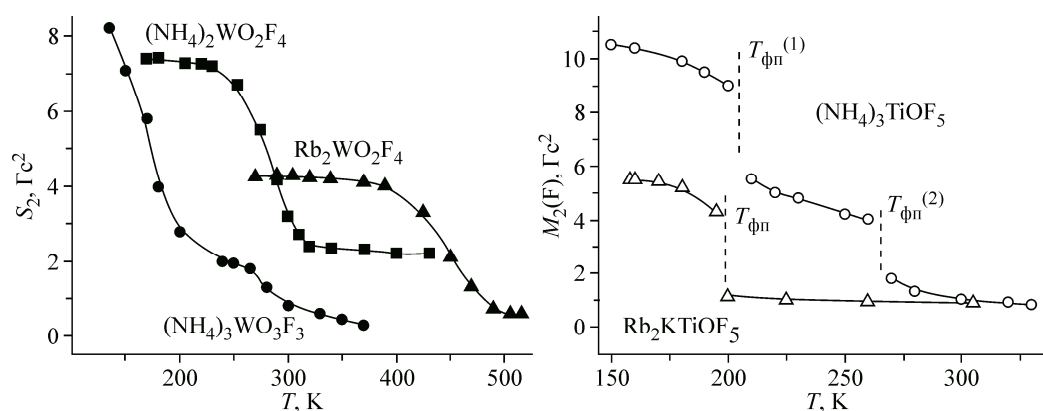 (NH₄)₂WO₂F₄
Rb₂WO₂F₄
(NH₄)₃WO₃F₃
S₂, Гс²
8
6
4
2
0
200
300
400
500
T, K
Tфп⁽¹⁾
(NH₄)₃TiOF₅
Tфп⁽²⁾
Tфп
Rb₂KTiOF₅
M₂(F), Гс²
10
8
6
4
2
0
150
200
250
300
T, K